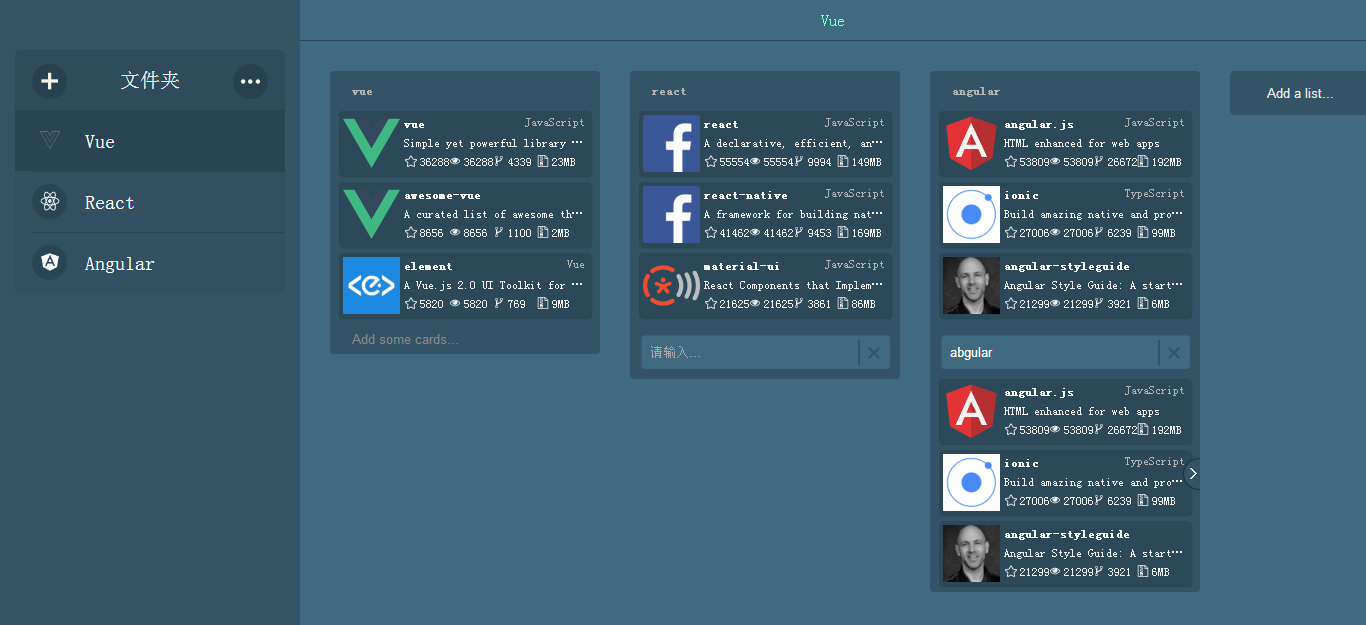 Vue
文件夹
Vue
React
Angular
vue
vue JavaScript
Simple yet powerful library ···
36288 36288 4339 23MB
awesome-vue
A curated list of awesome th···
8656 8656 1100 2MB
element Vue
A Vue.js 2.0 UI Toolkit for ···
5820 5820 769 9MB
Add some cards...
react
react JavaScript
A declarative, efficient, an···
55554 55554 9994 149MB
react-native JavaScript
A framework for building nat···
41462 41462 9453 169MB
material-ui JavaScript
React Components that Implem···
21625 21625 3861 86MB
请输入...
angular
angular.js JavaScript
HTML enhanced for web apps
53809 53809 26672 192MB
ionic TypeScript
Build amazing native and pro···
27006 27006 6239 99MB
angular-styleguide
Angular Style Guide: A start···
21299 21299 3921 6MB
abgular
angular.js JavaScript
HTML enhanced for web apps
53809 53809 26672 192MB
ionic TypeScript
Build amazing native and pro···
27006 27006 6239 99MB
angular-styleguide
Angular Style Guide: A start···
21299 21299 3921 6MB
Add a list...